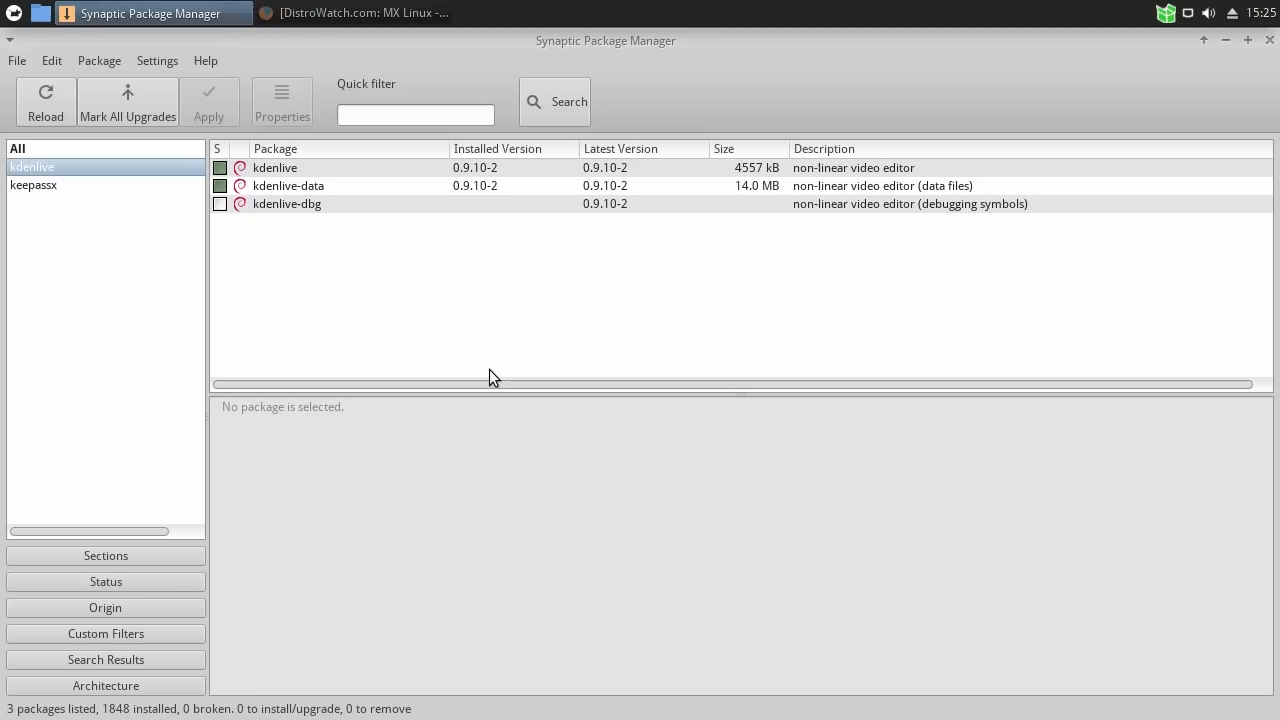 Synaptic Package Manager
[DistroWatch.com: MX Linux -...
15:25
Synaptic Package Manager
File Edit Package Settings Help
Reload
Mark All Upgrades
Apply
Properties
Quick filter
Search
All
kdenlive
keepassx
S Package Installed Version Latest Version Size Description
kdenlive 0.9.10-2 0.9.10-2 4557 kB non-linear video editor
kdenlive-data 0.9.10-2 0.9.10-2 14.0 MB non-linear video editor (data files)
kdenlive-dbg 0.9.10-2 non-linear video editor (debugging symbols)
No package is selected.
Sections
Status
Origin
Custom Filters
Search Results
Architecture
3 packages listed, 1848 installed, 0 broken. 0 to install/upgrade, 0 to remove